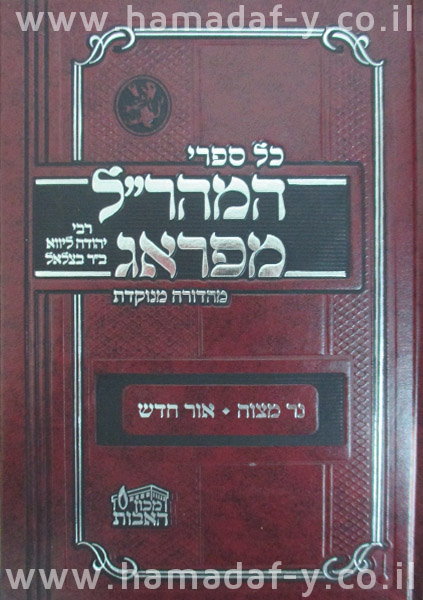 www.hamadaf-y.co.il
כל ספרי
המהר"ל
מפראג
רבי
יהודה ליווא
ב"ר בצלאל
מהדורה מנוקדת
נר מצוה • אור חדש
מכון
האבות
www.hamadaf-y.co.il